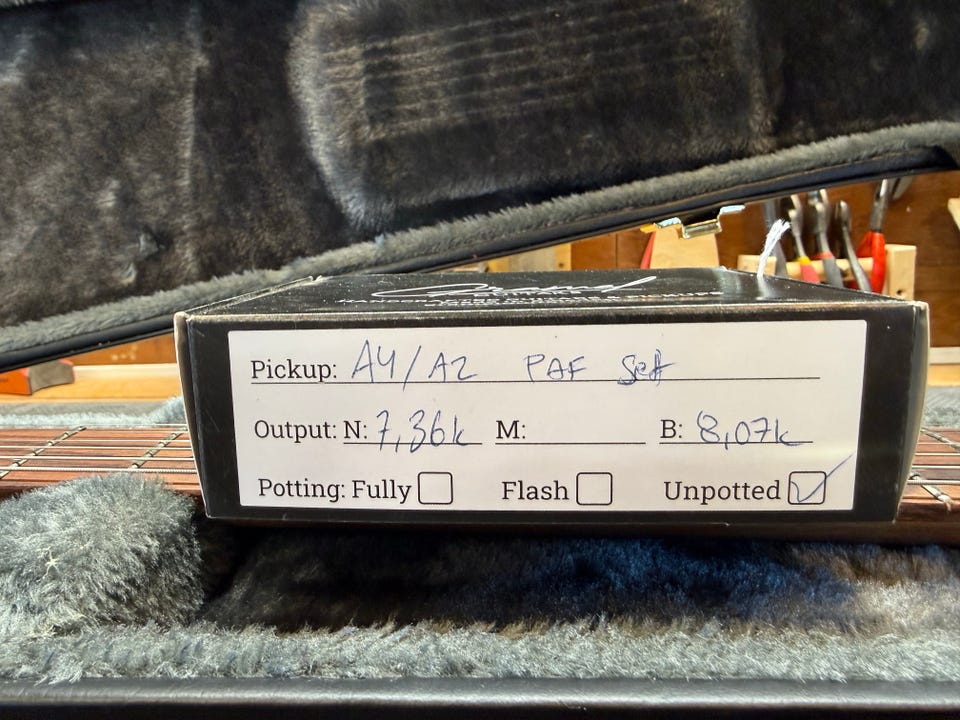 Pickup: A4/A2 PAF Set
Output: N: 7,36k M: B: 8,07k
Potting: Fully Flash Unpotted